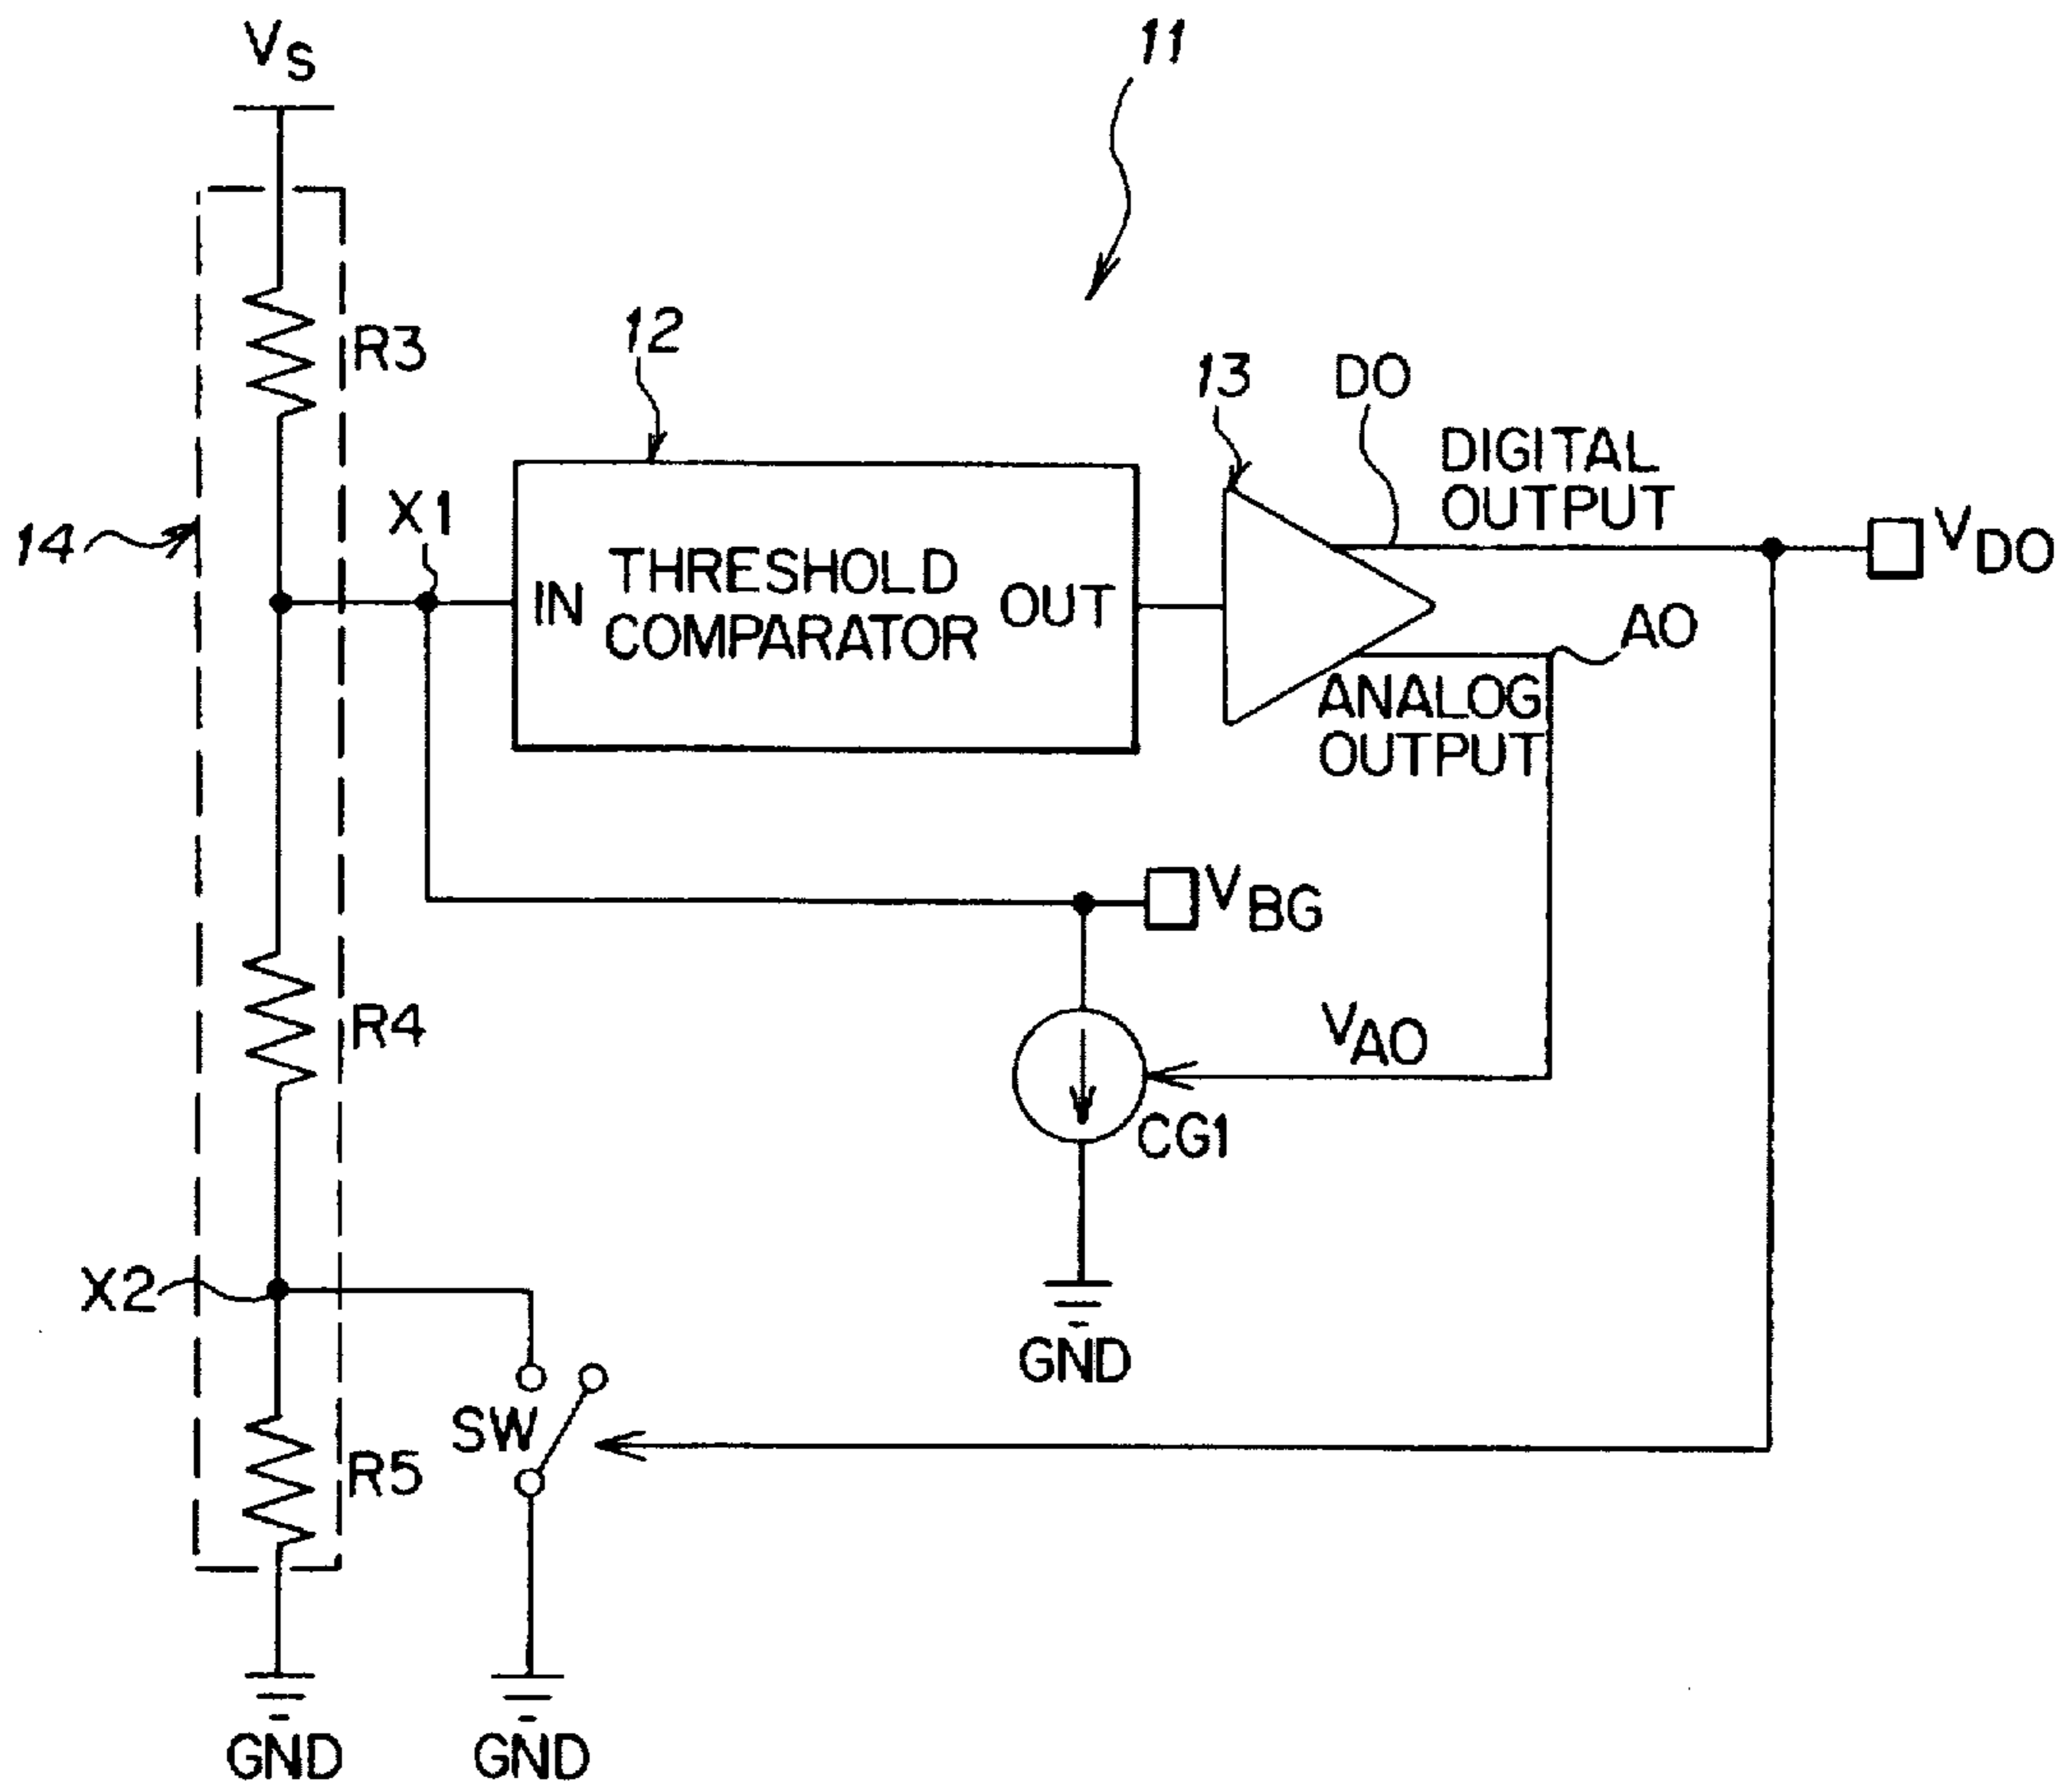 VS
11
R3
12
13
DO
DIGITAL
OUTPUT
VDO
14
X1
IN
THRESHOLD
COMPARATOR
OUT
AO
ANALOG
OUTPUT
VBG
R4
VAO
CG1
X2
GND
SW
R5
GND
GND